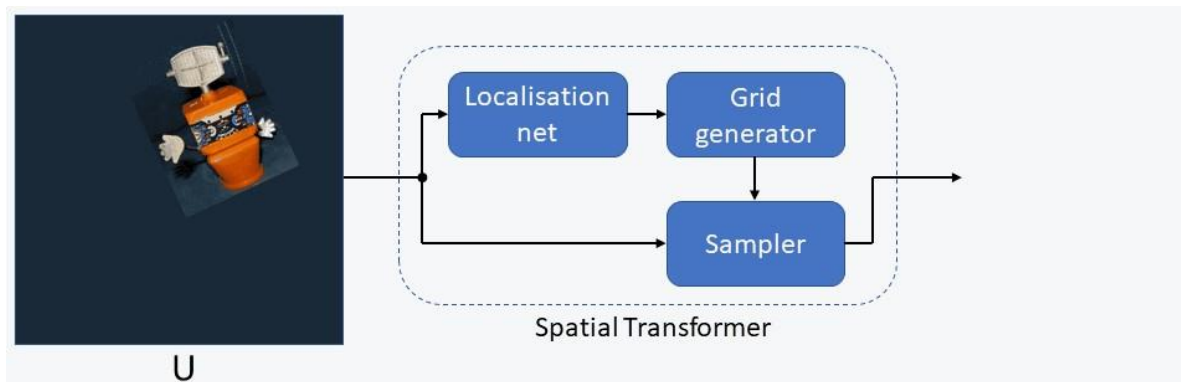 Localisation
net
Grid
generator
Sampler
Spatial Transformer
U